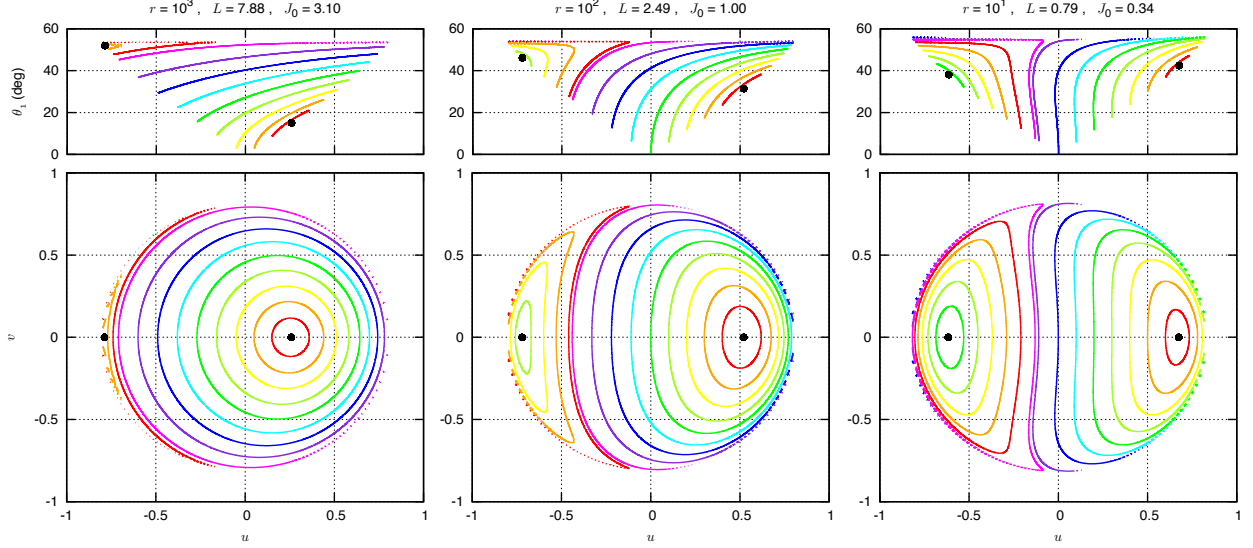 r = 10³ , L = 7.88 , J₀ = 3.10
r = 10² , L = 2.49 , J₀ = 1.00
r = 10¹ , L = 0.79 , J₀ = 0.34
θ₁ (deg)
60 60 60
40 40 40
20 20 20
0 0 0
v
1 1 1
0.5 0.5 0.5
0 0 0
-0.5 -0.5 -0.5
-1 -1 -1
-1 -0.5 0 0.5 1 -1 -0.5 0 0.5 1 -1 -0.5 0 0.5 1
u u u